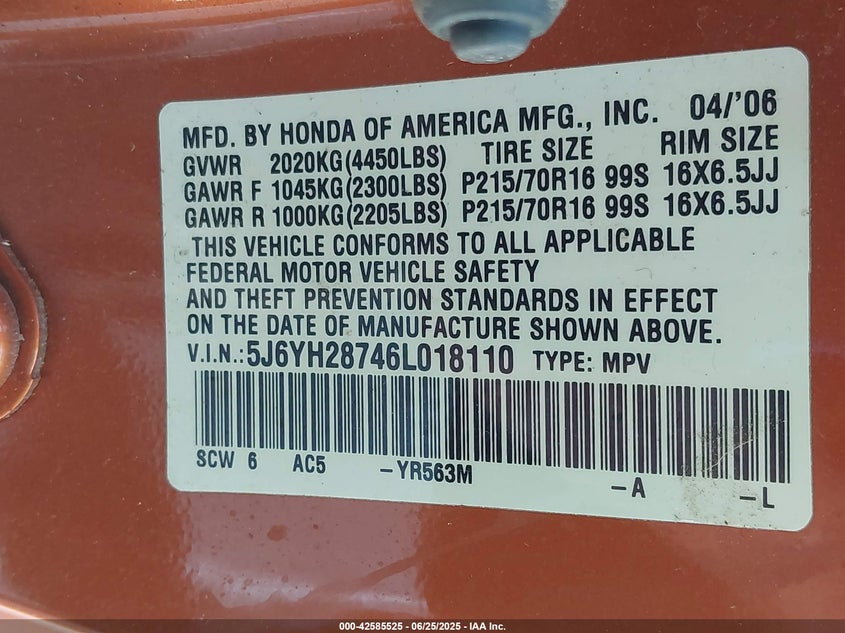 MFD. BY HONDA OF AMERICA MFG., INC. 04/'06
GVWR 2020KG(4450LBS) TIRE SIZE RIM SIZE
GAWR F 1045KG(2300LBS) P215/70R16 99S 16X6.5JJ
GAWR R 1000KG(2205LBS) P215/70R16 99S 16X6.5JJ
THIS VEHICLE CONFORMS TO ALL APPLICABLE
FEDERAL MOTOR VEHICLE SAFETY
AND THEFT PREVENTION STANDARDS IN EFFECT
ON THE DATE OF MANUFACTURE SHOWN ABOVE.
V.I.N.:5J6YH28746L018110 TYPE: MPV
SCW 6 AC5 -YR563M -A -L
000-42585525 - 06/25/2025 - IAA Inc.